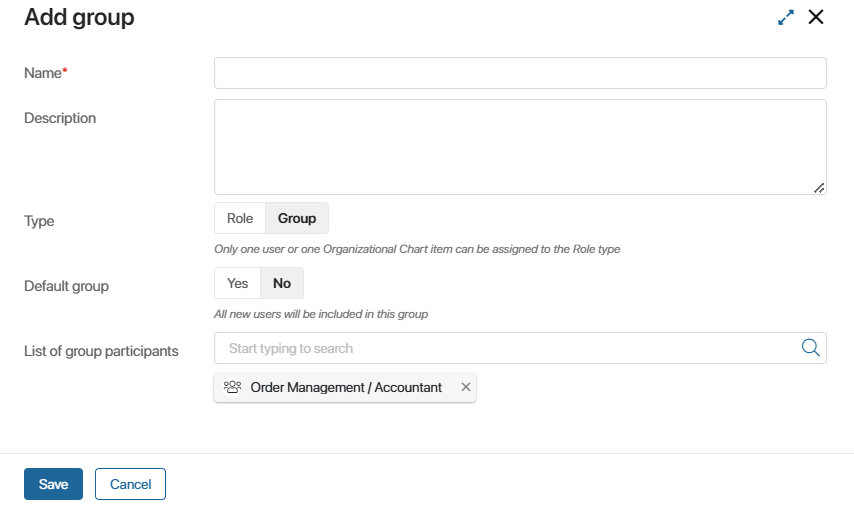 Add group
Name*
Description
Type
Role
Group
Only one user or one Organizational Chart item can be assigned to the Role type
Default group
Yes
No
All new users will be included in this group
List of group participants
Start typing to search
Order Management / Accountant
Save
Cancel